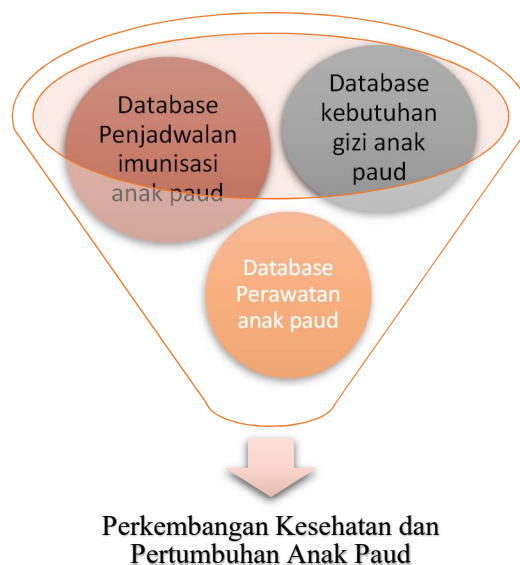 Database
Penjadwalan
imunisasi
anak paud
Database
kebutuhan
gizi anak
paud
Database
Perawatan
anak paud
Perkembangan Kesehatan dan
Pertumbuhan Anak Paud